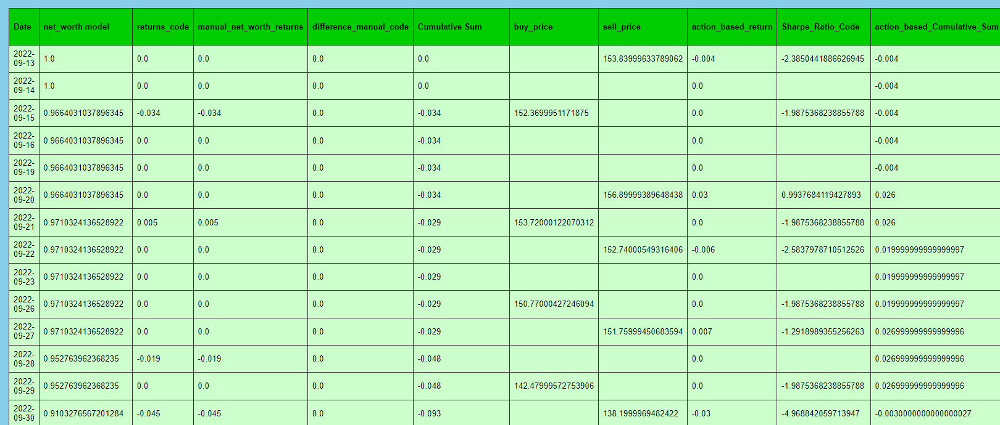 Date net_worth model returns_code manual_net_worth_returns difference_manual_code Cumulative Sum buy_price sell_price action_based_return Sharpe_Ratio_Code action_based_Cumulative_Sum
2022-09-13 1.0 0.0 0.0 0.0 0.0 153.83999633789062 -0.004 -2.3850441886626945 -0.004
2022-09-14 1.0 0.0 0.0 0.0 0.0 0.0 -0.004
2022-09-15 0.9664031037896345 -0.034 -0.034 0.0 -0.034 152.3699951171875 0.0 -1.9875368238855788 -0.004
2022-09-16 0.9664031037896345 0.0 0.0 0.0 -0.034 0.0 -0.004
2022-09-19 0.9664031037896345 0.0 0.0 0.0 -0.034 0.0 -0.004
2022-09-20 0.9664031037896345 0.0 0.0 0.0 -0.034 156.89999389648438 0.03 0.9937684119427893 0.026
2022-09-21 0.9710324136528922 0.005 0.005 0.0 -0.029 153.72000122070312 0.0 -1.9875368238855788 0.026
2022-09-22 0.9710324136528922 0.0 0.0 0.0 -0.029 152.74000549316406 -0.006 -2.5837978710512526 0.019999999999999997
2022-09-23 0.9710324136528922 0.0 0.0 0.0 -0.029 0.0 0.019999999999999997
2022-09-26 0.9710324136528922 0.0 0.0 0.0 -0.029 150.77000427246094 0.0 -1.9875368238855788 0.019999999999999997
2022-09-27 0.9710324136528922 0.0 0.0 0.0 -0.029 151.75999450683594 0.007 -1.2918989355256263 0.026999999999999996
2022-09-28 0.952763962368235 -0.019 -0.019 0.0 -0.048 0.0 0.026999999999999996
2022-09-29 0.952763962368235 0.0 0.0 0.0 -0.048 142.47999572753906 0.0 -1.9875368238855788 0.026999999999999996
2022-09-30 0.9103276567201284 -0.045 -0.045 0.0 -0.093 138.1999969482422 -0.03 -4.968842059713947 -0.0030000000000000027